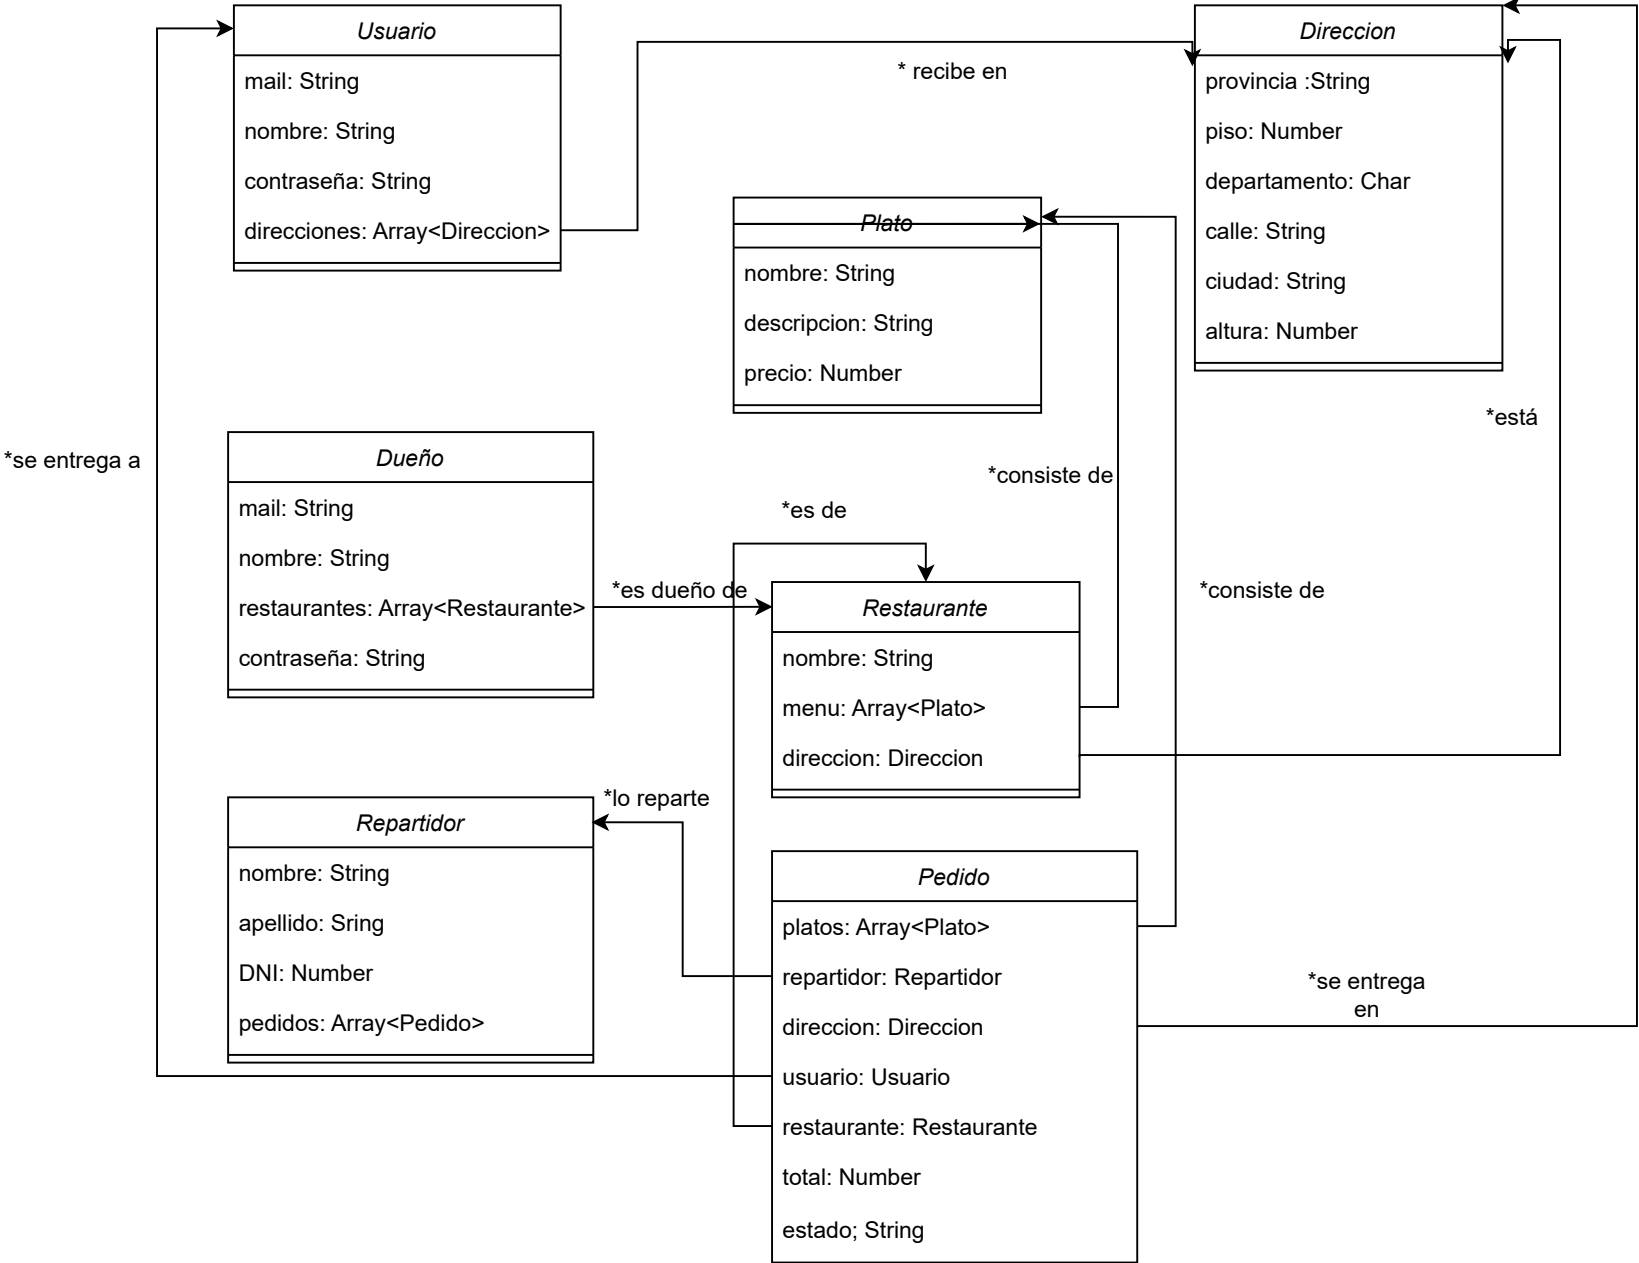 Usuario
mail: String
nombre: String
contraseña: String
direcciones: Array<Direccion>
* recibe en
Direccion
provincia :String
piso: Number
departamento: Char
calle: String
ciudad: String
altura: Number
Plato
nombre: String
descripcion: String
precio: Number
*está
*se entrega a
Dueño
mail: String
nombre: String
restaurantes: Array<Restaurante>
contraseña: String
*consiste de
*es de
*es dueño de
*consiste de
Restaurante
nombre: String
menu: Array<Plato>
direccion: Direccion
*lo reparte
Repartidor
nombre: String
apellido: Sring
DNI: Number
pedidos: Array<Pedido>
Pedido
platos: Array<Plato>
repartidor: Repartidor
direccion: Direccion
usuario: Usuario
restaurante: Restaurante
total: Number
estado; String
*se entrega
en